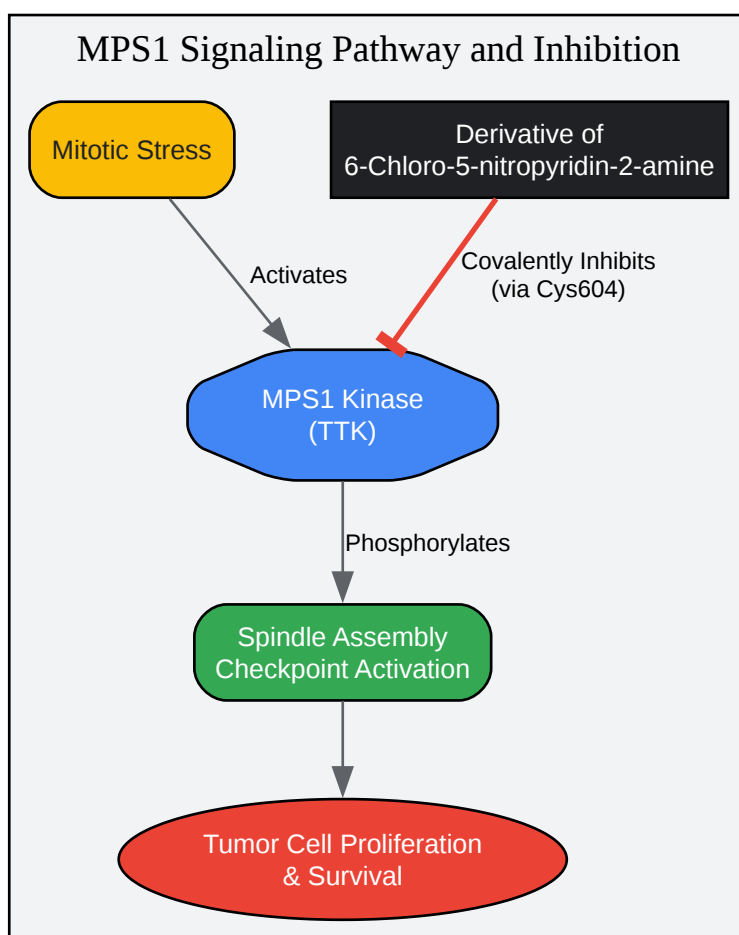 MPS1 Signaling Pathway and Inhibition
Mitotic Stress
Derivative of
6-Chloro-5-nitropyridin-2-amine
Activates
Covalently Inhibits
(via Cys604)
MPS1 Kinase
(TTK)
Phosphorylates
Spindle Assembly
Checkpoint Activation
Tumor Cell Proliferation
& Survival